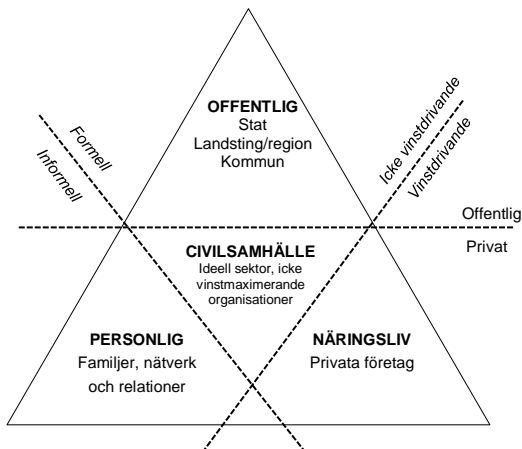 OFFENTLIG
Stat
Landsting/region
Kommun
Formell
Informell
Icke vinstdrivande
Vinstdrivande
Offentlig
Privat
CIVILSAMHÄLLE
Ideell sektor, icke
vinstmaximerande
organisationer
PERSONLIG
Familjer, nätverk
och relationer
NÄRINGSLIV
Privata företag